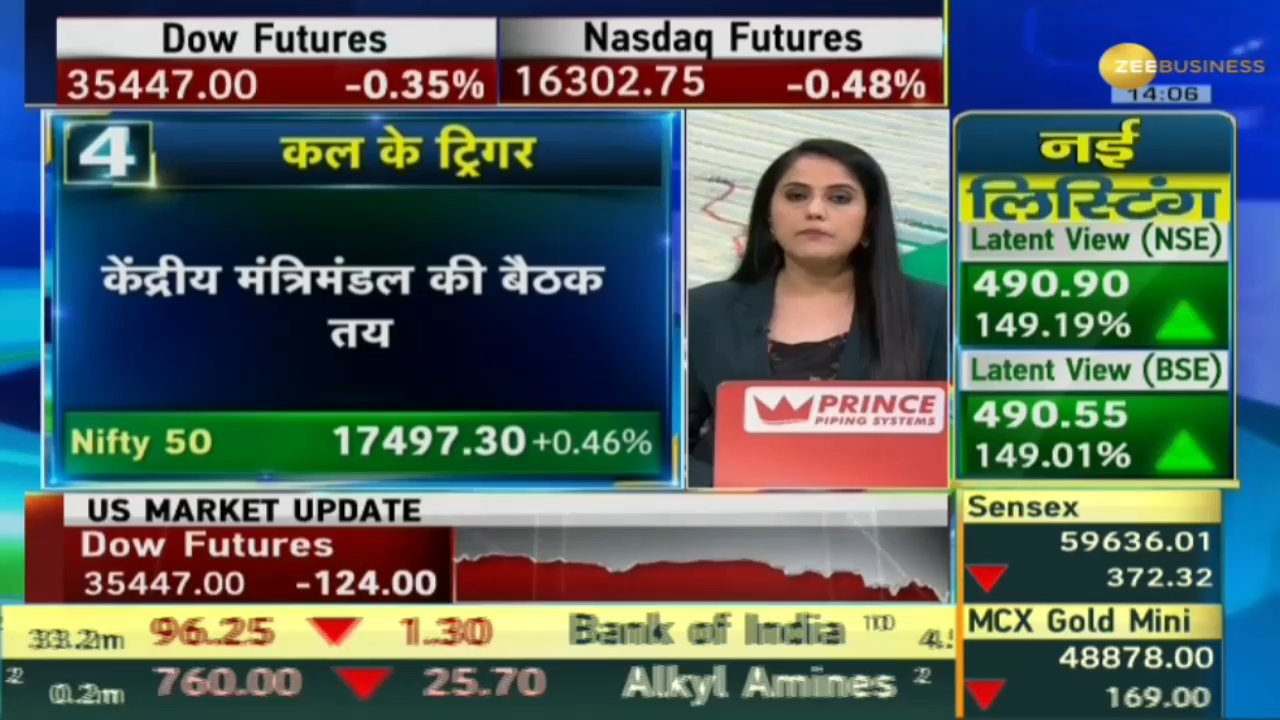 Dow Futures
35447.00 -0.35%
Nasdaq Futures
16302.75 -0.48%
ZEEBUSINESS
14:06
4 कल के ट्रिगर
केंद्रीय मंत्रिमंडल की बैठक
तय
Nifty 50 17497.30 +0.46%
PRINCE
PIPING SYSTEMS
नई
लिस्टिंग
Latent View (NSE)
490.90
149.19%
Latent View (BSE)
490.55
149.01%
US MARKET UPDATE
Dow Futures
35447.00 -124.00
Sensex
59636.01
372.32
MCX Gold Mini
48878.00
169.00
33.2m 96.25 1.30 Bank of India
0.2m 760.00 25.70 Alkyl Amines